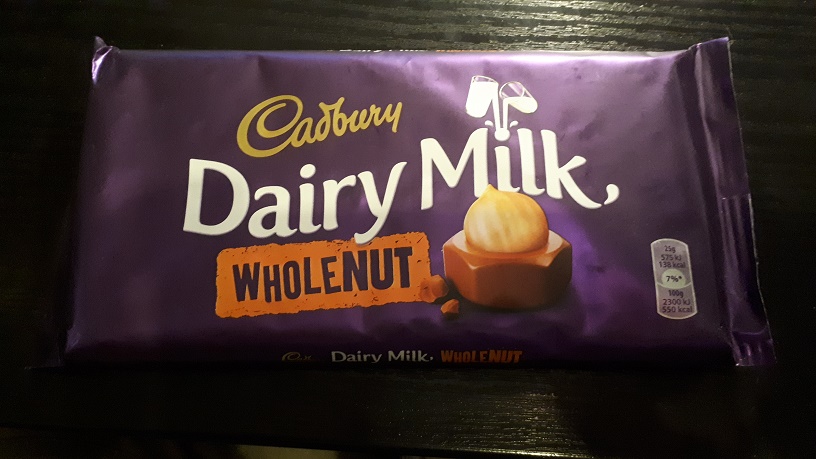 Cadbury
Dairy Milk,
WHOLENUT
25g
575 kJ
138 kcal
7%*
100g
2300 kJ
550 kcal
Dairy Milk, WHOLENUT